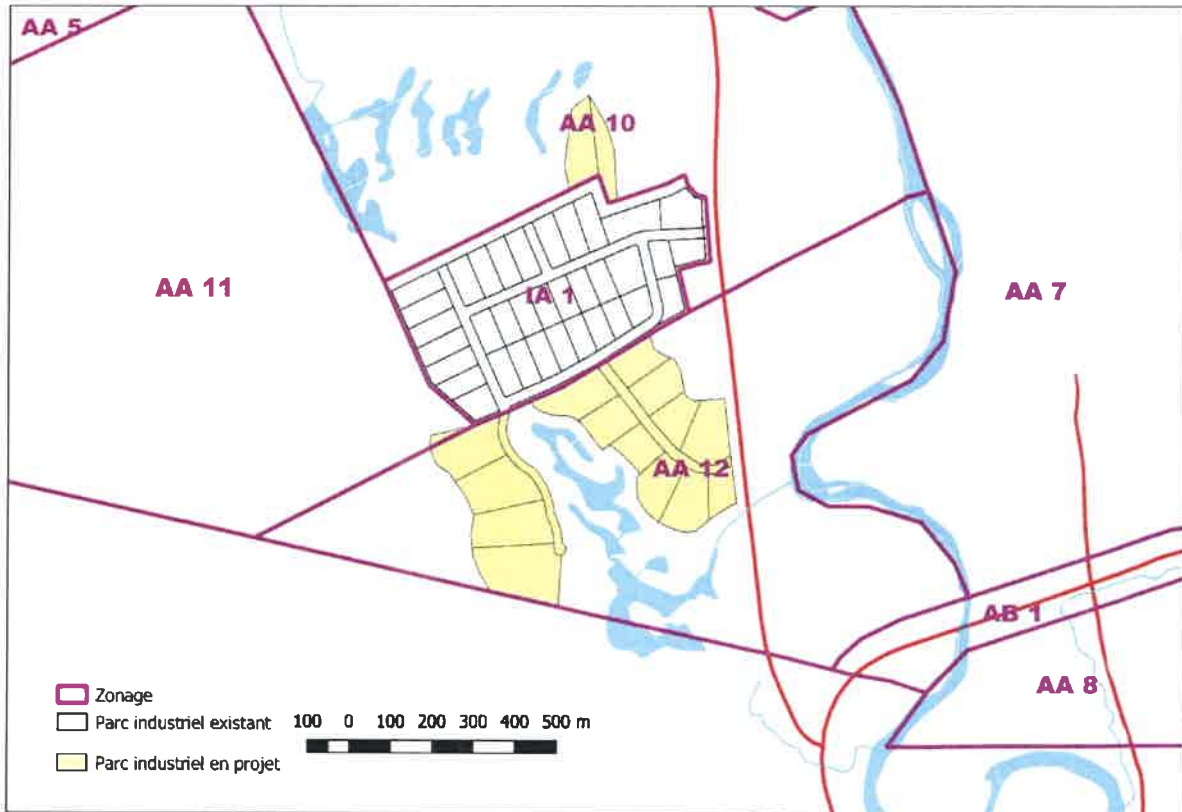 AA 5
AA 10
AA 11
IA 1
AA 7
AA 12
AB 1
AA 8
Zonage
Parc industriel existant
100 0 100 200 300 400 500 m
Parc industriel en projet